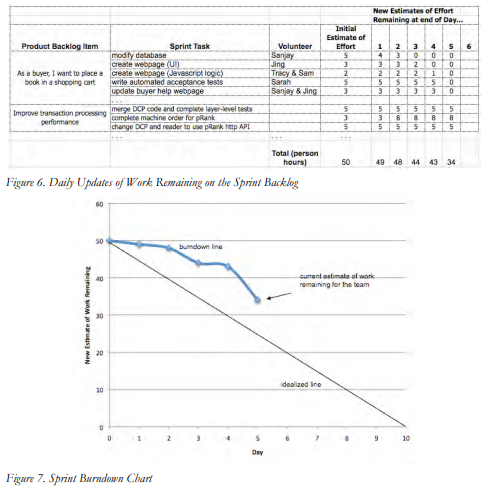 New Estimates of Effort
Remaining at end of Day...
Initial
Estimate of
Product Backlog Item Sprint Task Volunteer Effort 1 2 3 4 5 6
modify database Sanjay 5 4 3 0 0 0
create webpage (UI) Jing 3 3 3 2 0 0
As a buyer, I want to place a create webpage (Javascript logic) Tracy & Sam 2 2 2 2 1 0
book in a shopping cart write automated acceptance tests Sarah 5 5 5 5 5 0
update buyer help webpage Sanjay & Jing 3 3 3 3 3 0
...
Improve transaction processing merge DCP code and complete layer-level tests 5 5 5 5 5 5
performance complete machine order for pRank 3 3 8 8 8 8
change DCP and reader to use pRank http API 5 5 5 5 5 5
... ... ...
Total (person
hours) 50 49 48 44 43 34
Figure 6. Daily Updates of Work Remaining on the Sprint Backlog
60
50
burndown line
40
current estimate of work
remaining for the team
New Estimate of Work Remaining
30
20
idealized line
10
0
0 1 2 3 4 5 6 7 8 9 10
Day
Figure 7. Sprint Burndown Chart